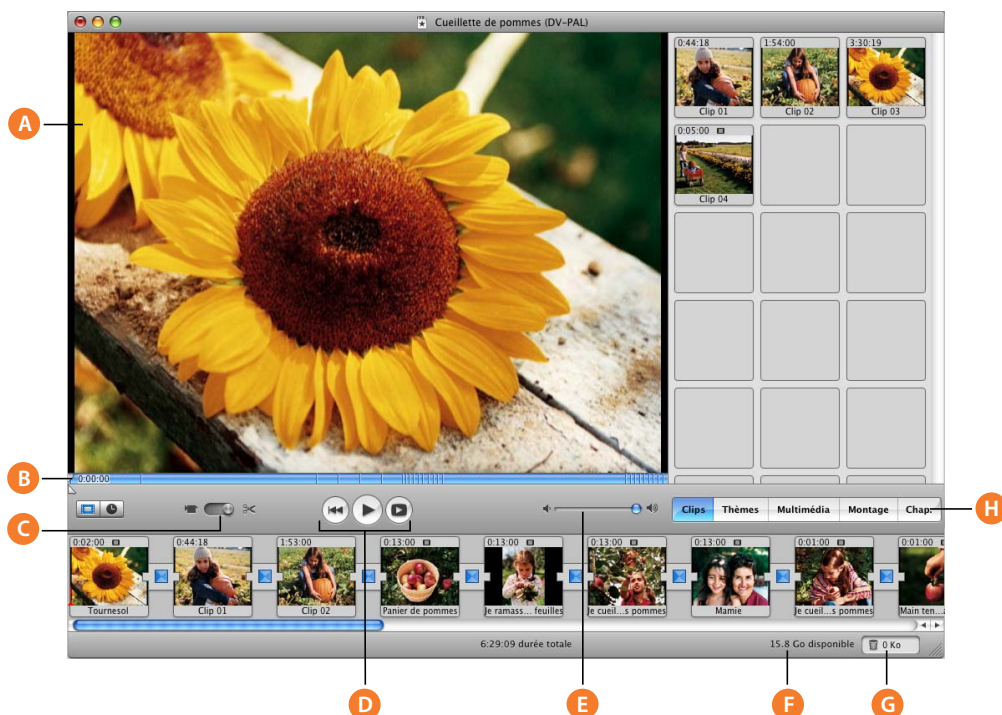 Cueillette de pommes (DV-PAL)
0:44:18
1:54:00
3:30:19
Clip 01
Clip 02
Clip 03
0:05:00
Clip 04
A
B
0:00:00
C
Clips
Thèmes
Multimédia
Montage
Chap.
H
0:02:00
0:44:18
1:53:00
0:13:00
0:13:00
0:13:00
0:13:00
0:01:00
0:01:00
Tournesol
Clip 01
Clip 02
Panier de pommes
Je ramass... feuilles
Je cueil...s pommes
Mamie
Je cueil...s pommes
Main ten...
6:29:09 durée totale
15.8 Go disponible
0 Ko
D
E
F
G